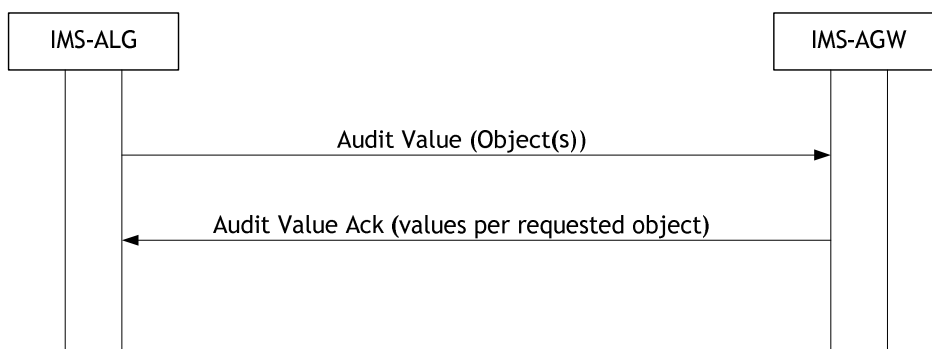 IMS-ALG
IMS-AGW
Audit Value (Object(s))
Audit Value Ack (values per requested object)